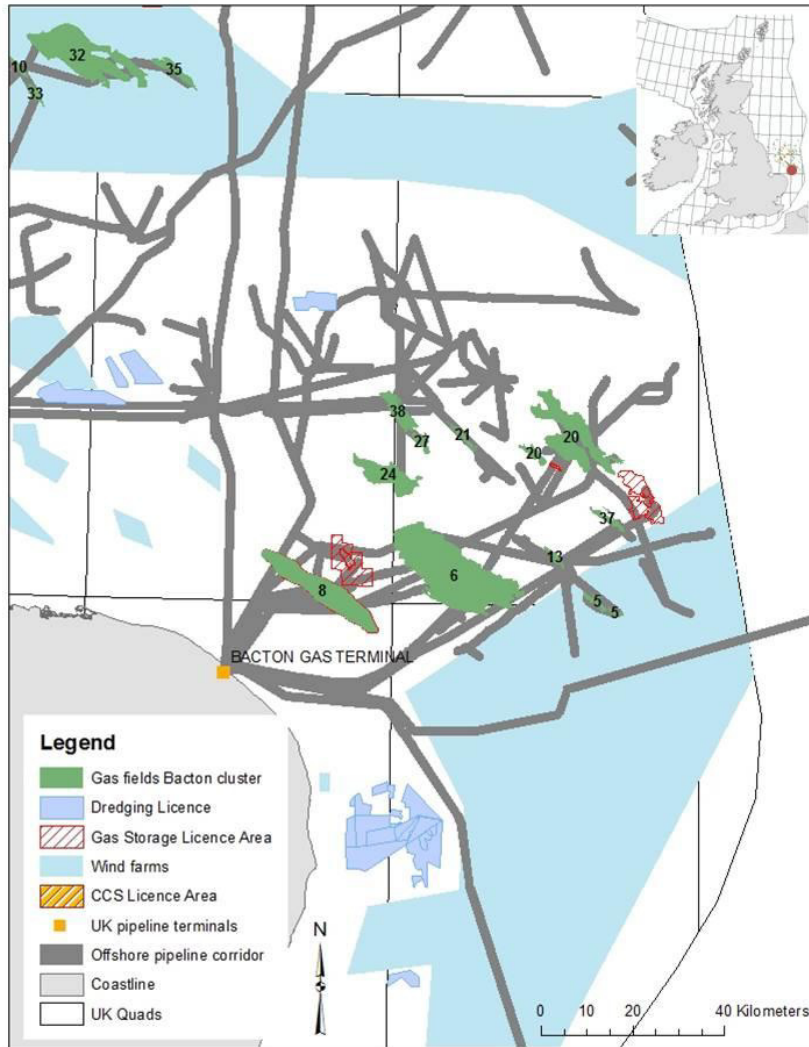 32
35
10
33
38
27
21
20
20
24
37
6
13
8
5
5
BACTON GAS TERMINAL
Legend
Gas fields Bacton cluster
Dredging Licence
Gas Storage Licence Area
Wind farms
CCS Licence Area
UK pipeline terminals
Offshore pipeline corridor
Coastline
UK Quads
N
0 10 20 40 Kilometers